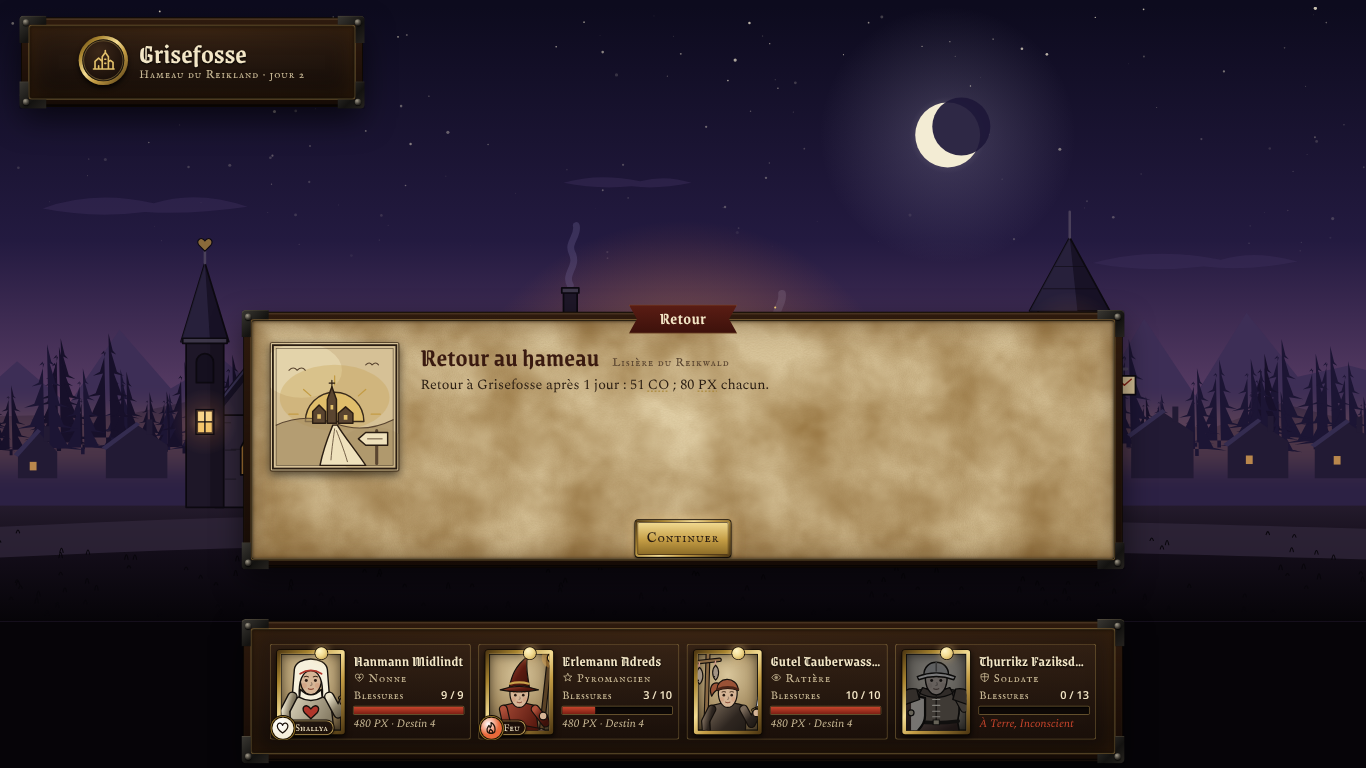 Grisefosse
Hameau du Reikland · jour 2
Retour
Retour au hameau Lisière du Reikwald
Retour à Grisefosse après 1 jour : 51 CO ; 80 PX chacun.
Continuer
Hanmann Midlindt
Nonne
Blessures 9 / 9
480 PX · Destin 4
Shallya
Erlemann Adreds
Pyromancien
Blessures 3 / 10
480 PX · Destin 4
Feu
Gutel Tauberwass...
Ratière
Blessures 10 / 10
480 PX · Destin 4
Thurrikz Faziksd...
Soldate
Blessures 0 / 13
À Terre, Inconscient